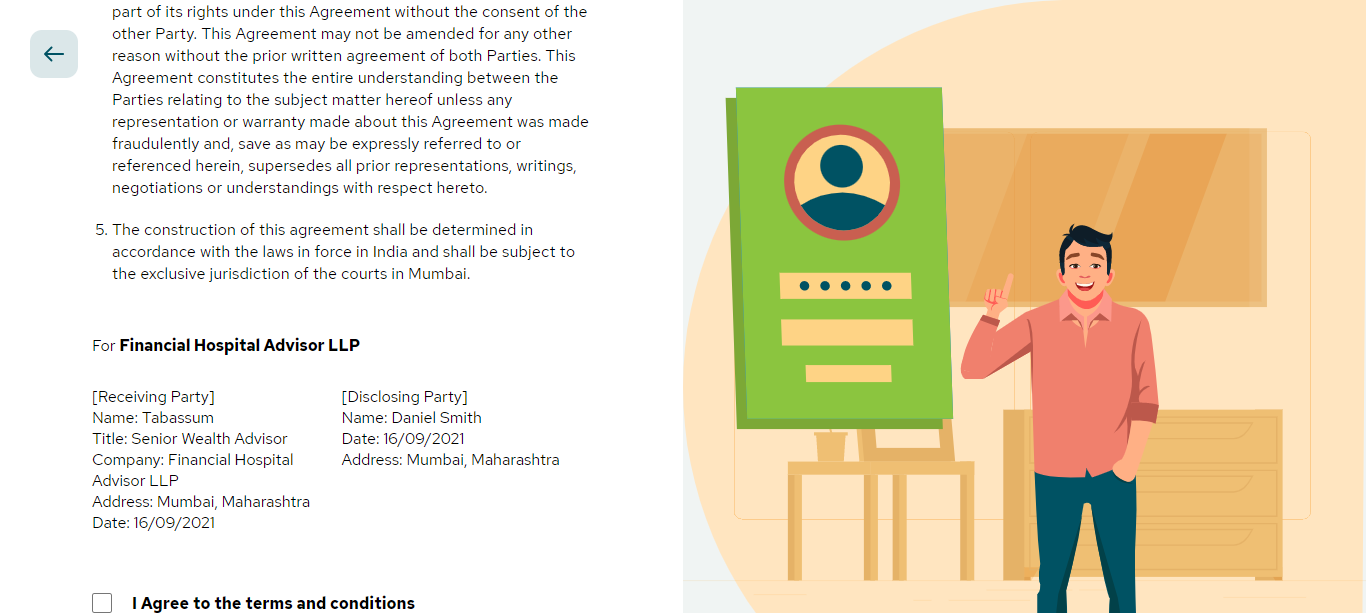 part of its rights under this Agreement without the consent of the
other Party. This Agreement may not be amended for any other
reason without the prior written agreement of both Parties. This
Agreement constitutes the entire understanding between the
Parties relating to the subject matter hereof unless any
representation or warranty made about this Agreement was made
fraudulently and, save as may be expressly referred to or
referenced herein, supersedes all prior representations, writings,
negotiations or understandings with respect hereto.
5. The construction of this agreement shall be determined in
accordance with the laws in force in India and shall be subject to
the exclusive jurisdiction of the courts in Mumbai.
For Financial Hospital Advisor LLP
[Receiving Party]
Name: Tabassum
Title: Senior Wealth Advisor
Company: Financial Hospital
Advisor LLP
Address: Mumbai, Maharashtra
Date: 16/09/2021
[Disclosing Party]
Name: Daniel Smith
Date: 16/09/2021
Address: Mumbai, Maharashtra
I Agree to the terms and conditions